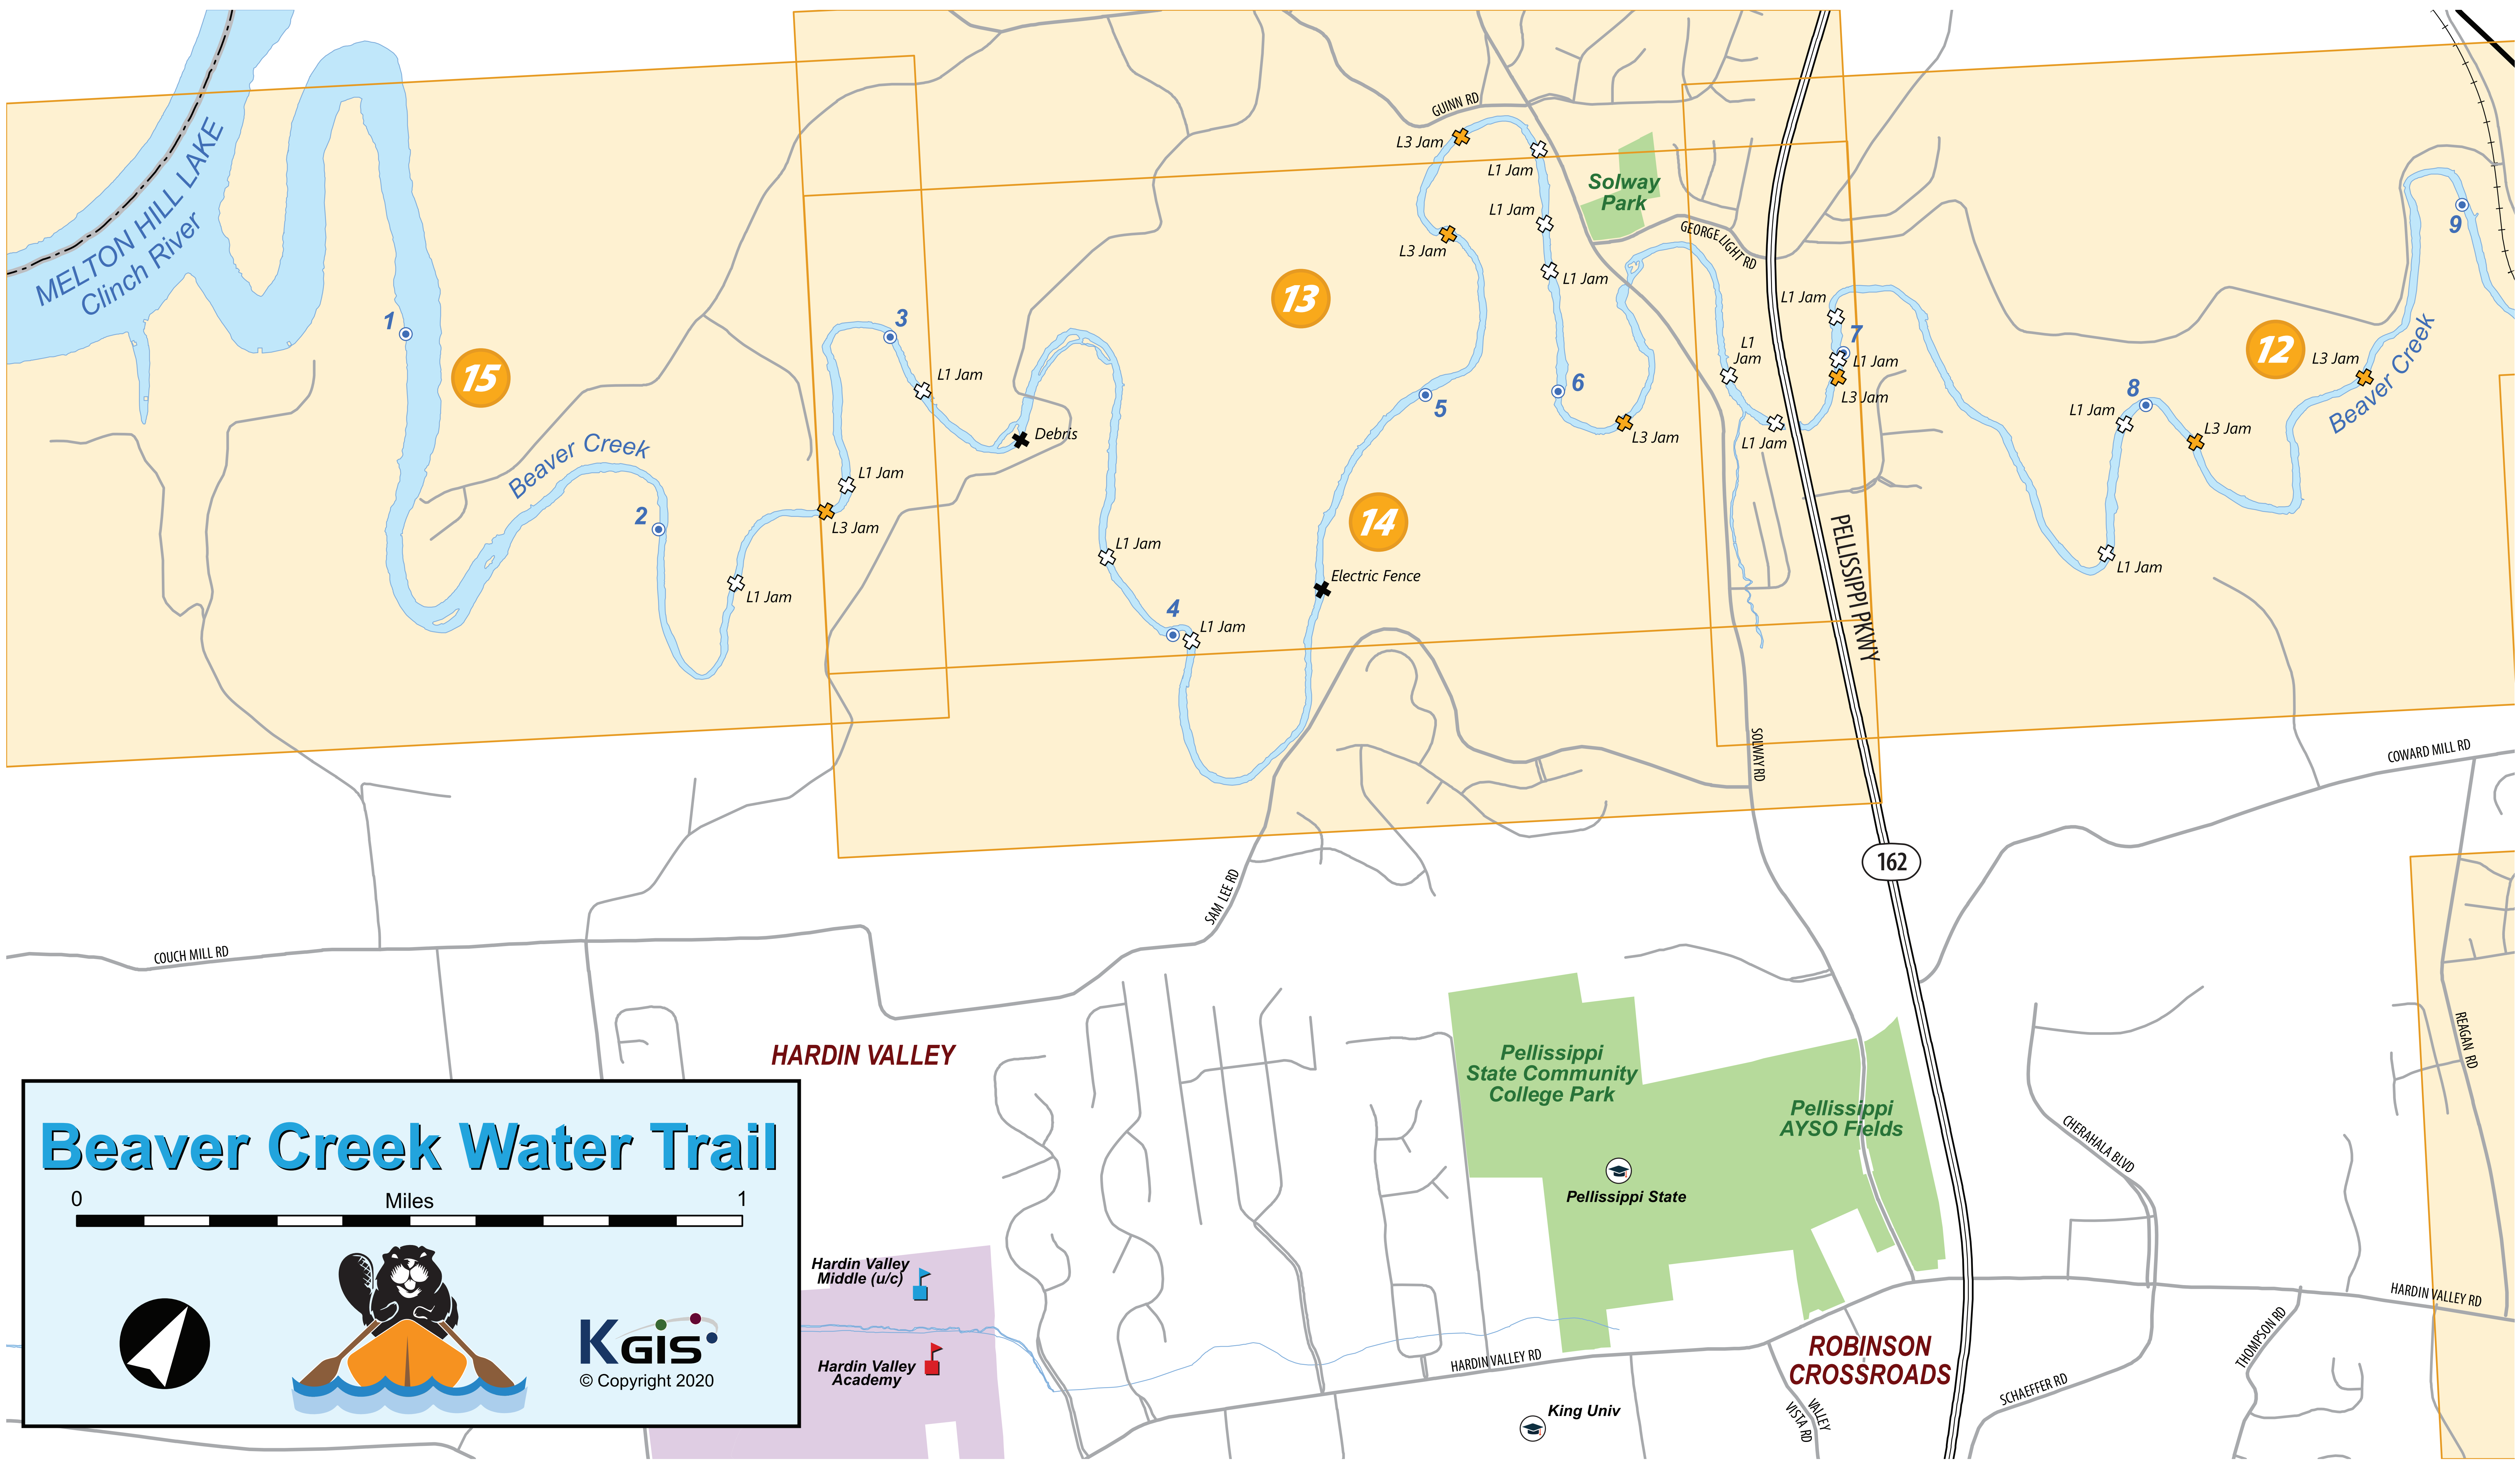 MELTON HILL LAKE
Clinch River
1
15
Beaver Creek
2
L1 Jam
L3 Jam
L1 Jam
3
L1 Jam
Debris
L1 Jam
4
L1 Jam
Electric Fence
13
14
5
GUINN RD
L3 Jam
L3 Jam
L1 Jam
L1 Jam
L1 Jam
6
L3 Jam
Solway
Park
GEORGE LIGHT RD
L1
Jam
L1 Jam
L1 Jam
7
L1 Jam
L3 Jam
PELLISSIPPI PKWY
8
L1 Jam
L3 Jam
L1 Jam
12
L3 Jam
Beaver Creek
9
SOLWAY RD
COWARD MILL RD
162
SAM LEE RD
COUCH MILL RD
HARDIN VALLEY
Pellissippi
State Community
College Park
Pellissippi
AYSO Fields
Pellissippi State
REAGAN RD
CHERAHALA BLVD
Hardin Valley
Middle (u/c)
Hardin Valley
Academy
HARDIN VALLEY RD
HARDIN VALLEY RD
ROBINSON
CROSSROADS
THOMPSON RD
SCHAEFFER RD
VALLEY
VISTA RD
King Univ
Beaver Creek Water Trail
0
Miles
1
KGIS
© Copyright 2020